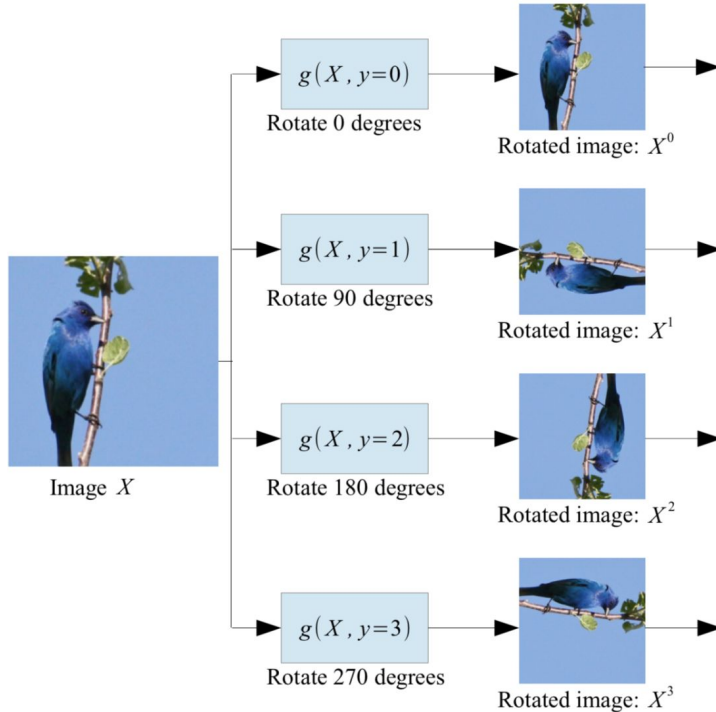 g(X, y=0)
Rotate 0 degrees
Rotated image: X⁰
g(X, y=1)
Rotate 90 degrees
Rotated image: X¹
Image X
g(X, y=2)
Rotate 180 degrees
Rotated image: X²
g(X, y=3)
Rotate 270 degrees
Rotated image: X³